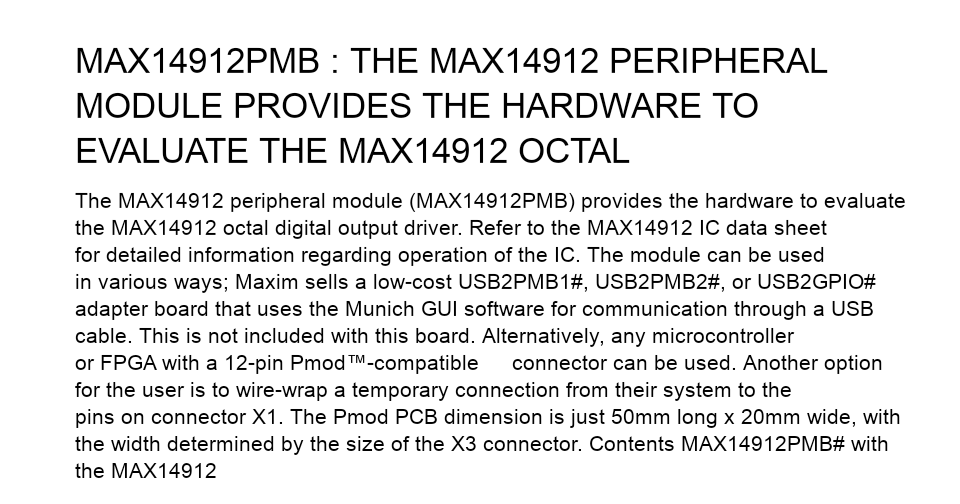 MAX14912PMB : THE MAX14912 PERIPHERAL
MODULE PROVIDES THE HARDWARE TO
EVALUATE THE MAX14912 OCTAL
The MAX14912 peripheral module (MAX14912PMB) provides the hardware to evaluate
the MAX14912 octal digital output driver. Refer to the MAX14912 IC data sheet
for detailed information regarding operation of the IC. The module can be used
in various ways; Maxim sells a low-cost USB2PMB1#, USB2PMB2#, or USB2GPIO#
adapter board that uses the Munich GUI software for communication through a USB
cable. This is not included with this board. Alternatively, any microcontroller
or FPGA with a 12-pin Pmod™-compatible connector can be used. Another option
for the user is to wire-wrap a temporary connection from their system to the
pins on connector X1. The Pmod PCB dimension is just 50mm long x 20mm wide, with
the width determined by the size of the X3 connector. Contents MAX14912PMB# with
the MAX14912